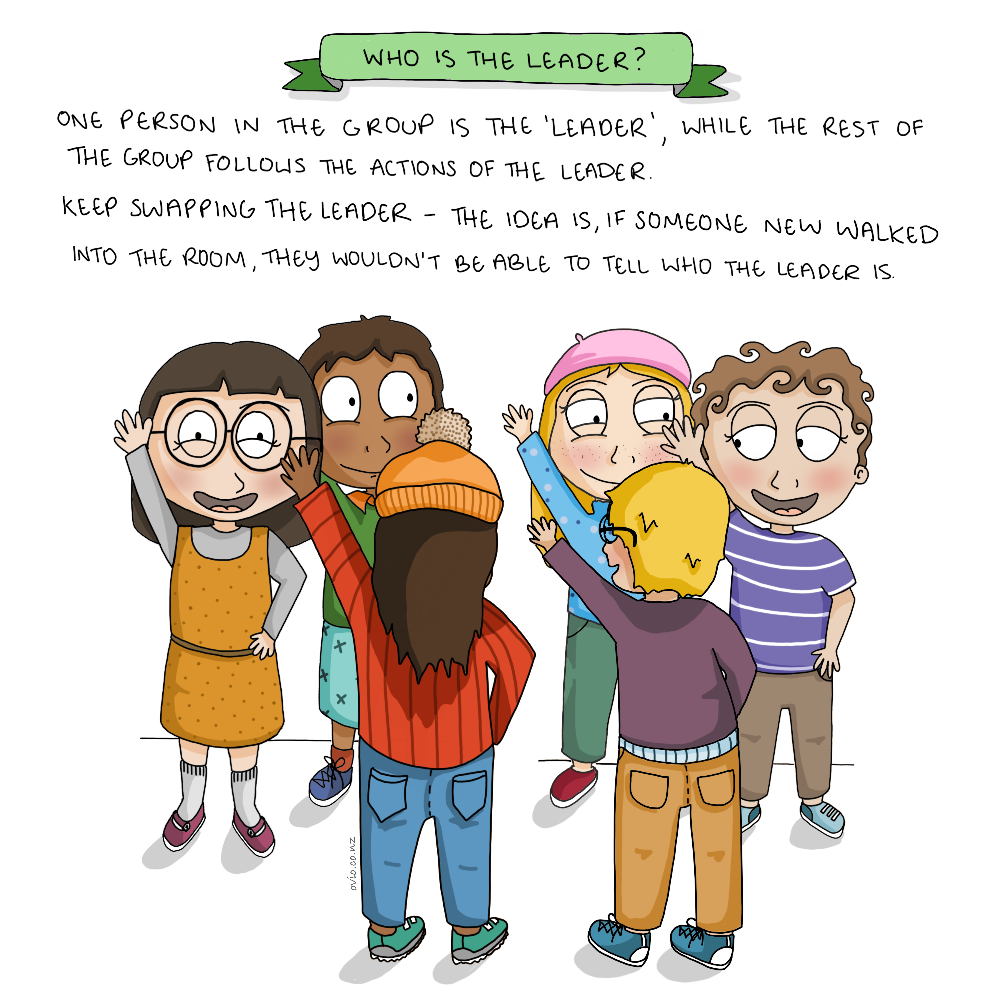 WHO IS THE LEADER?
ONE PERSON IN THE GROUP IS THE 'LEADER', WHILE THE REST OF
THE GROUP FOLLOWS THE ACTIONS OF THE LEADER.
KEEP SWAPPING THE LEADER - THE IDEA IS, IF SOMEONE NEW WALKED
INTO THE ROOM, THEY WOULDN'T BE ABLE TO TELL WHO THE LEADER IS.
ovio.co.nz